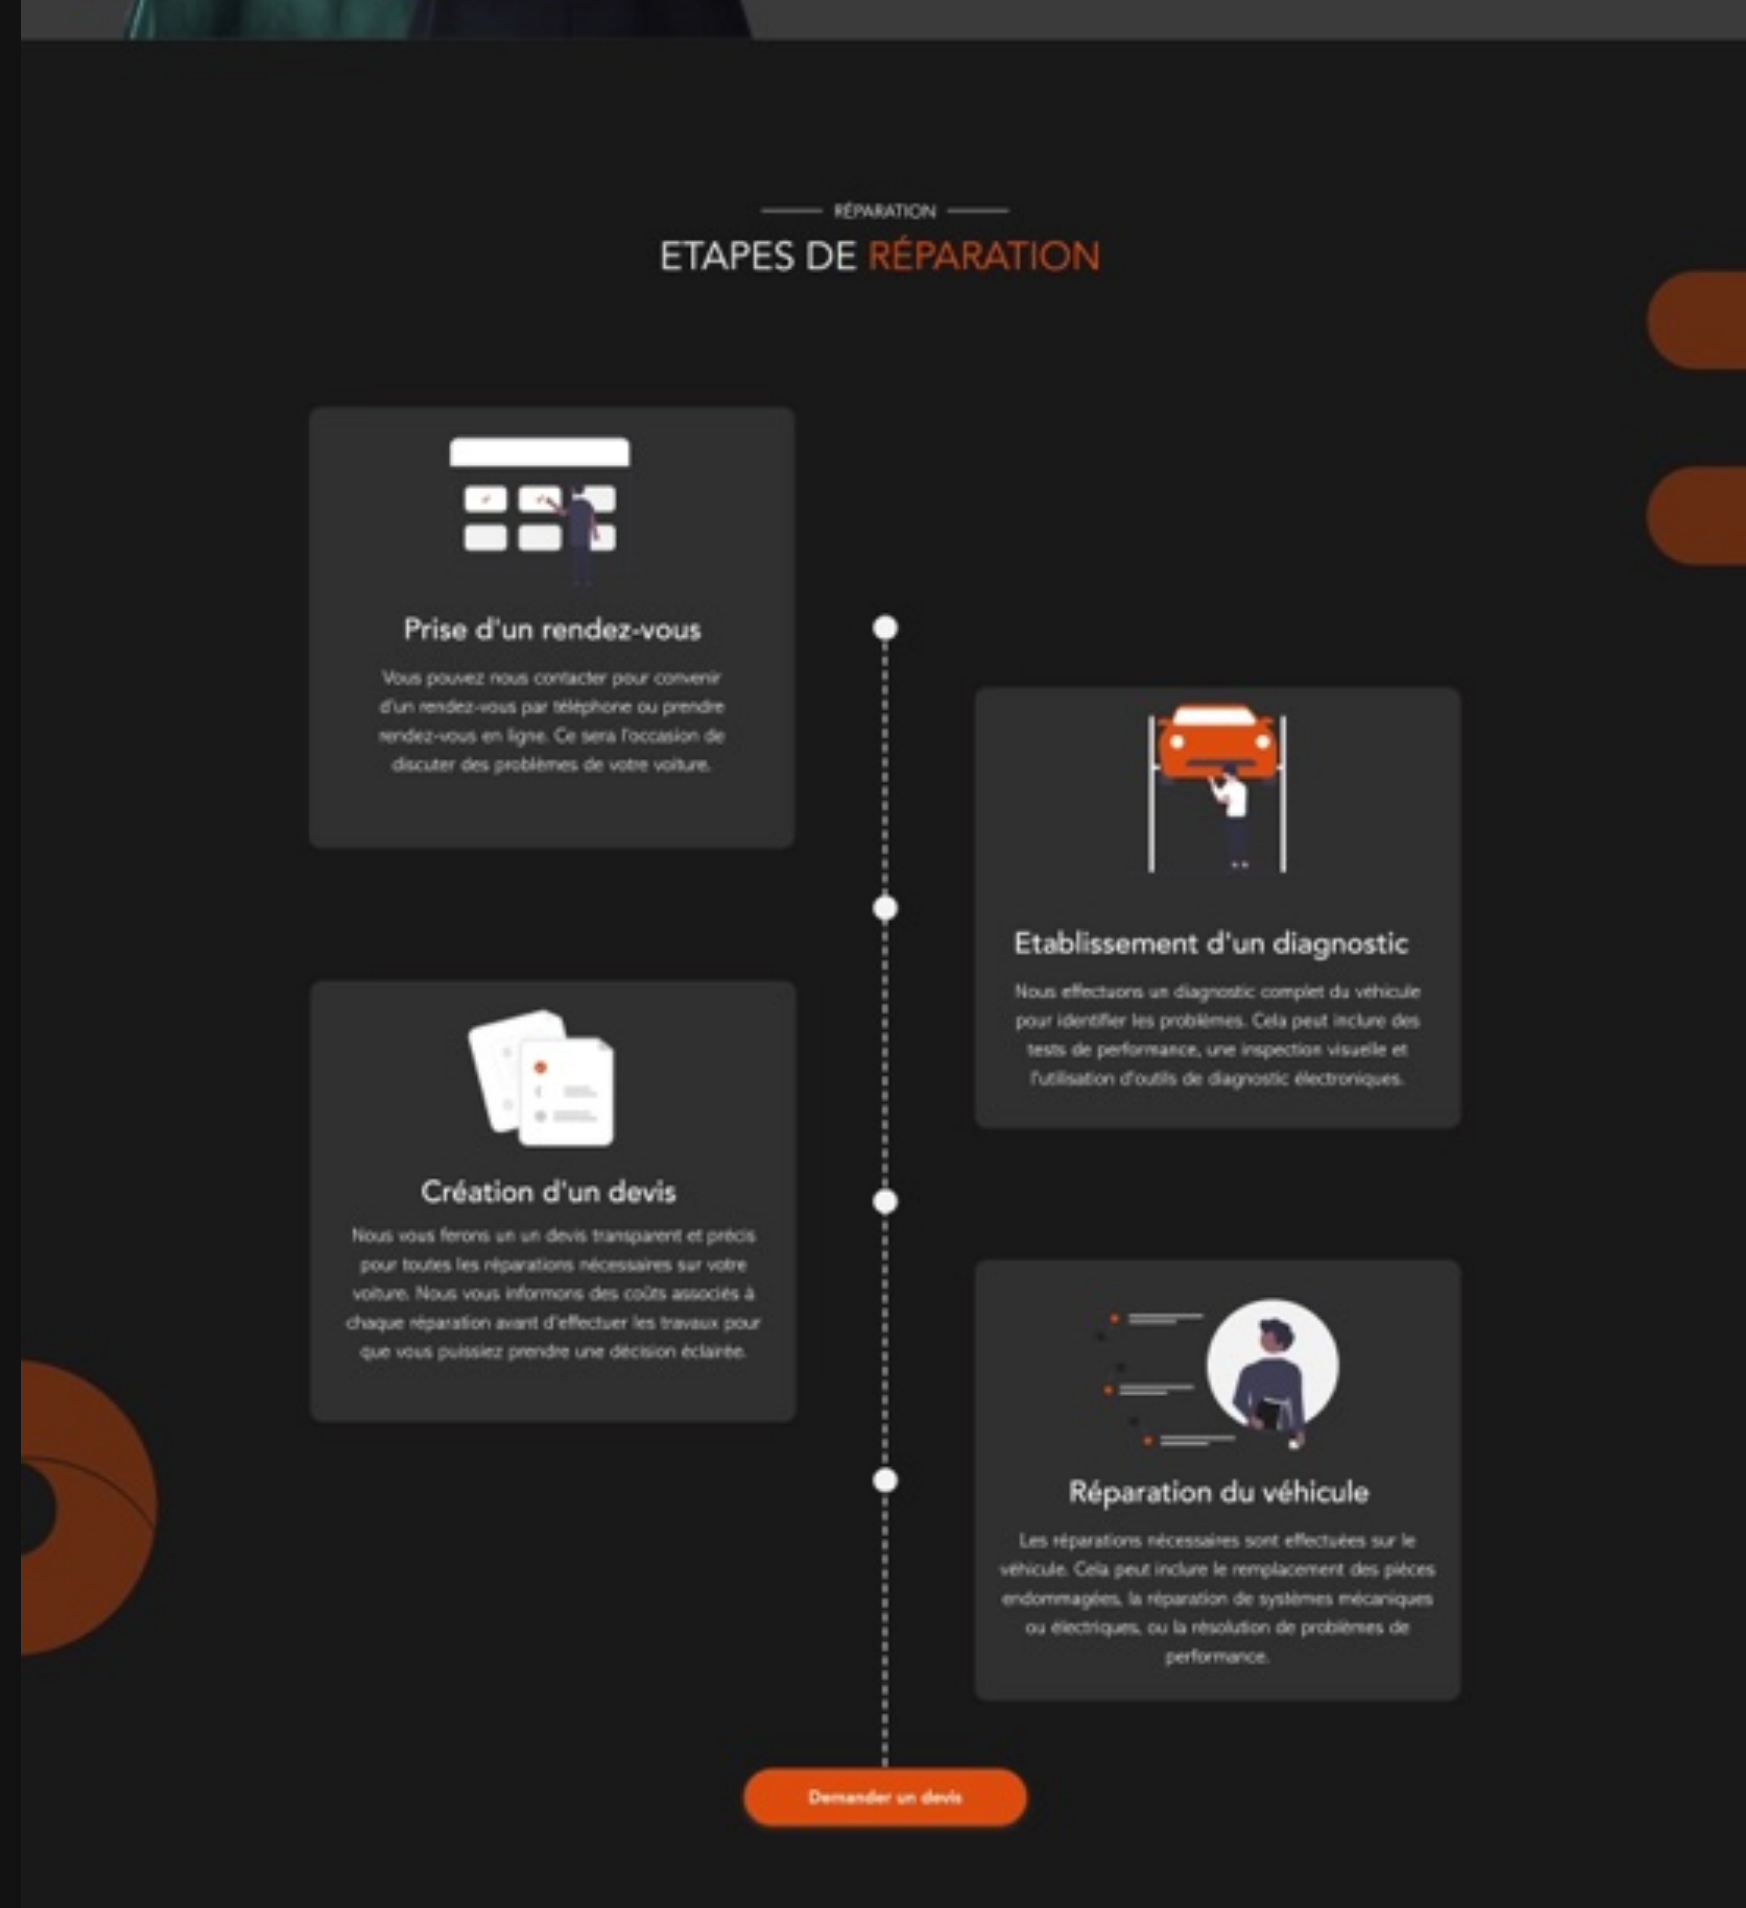 RÉPARATION
ETAPES DE RÉPARATION
Prise d'un rendez-vous
Vous pouvez nous contacter pour convenir
d'un rendez-vous par téléphone ou prendre
rendez-vous en ligne. Ce sera l'occasion de
discuter des problèmes de votre voiture.
Etablissement d'un diagnostic
Nous effectuons un diagnostic complet du véhicule
pour identifier les problèmes. Cela peut inclure des
tests de performance, une inspection visuelle et
l'utilisation d'outils de diagnostic électroniques.
Création d'un devis
Nous vous ferons un un devis transparent et précis
pour toutes les réparations nécessaires sur votre
voiture. Nous vous informons des coûts associés à
chaque réparation avant d'effectuer les travaux pour
que vous puissiez prendre une décision éclairée.
Réparation du véhicule
Les réparations nécessaires sont effectuées sur le
véhicule. Cela peut inclure le remplacement des pièces
endommagées, la réparation de systèmes mécaniques
ou électriques, ou la résolution de problèmes de
performance.
Demander un devis